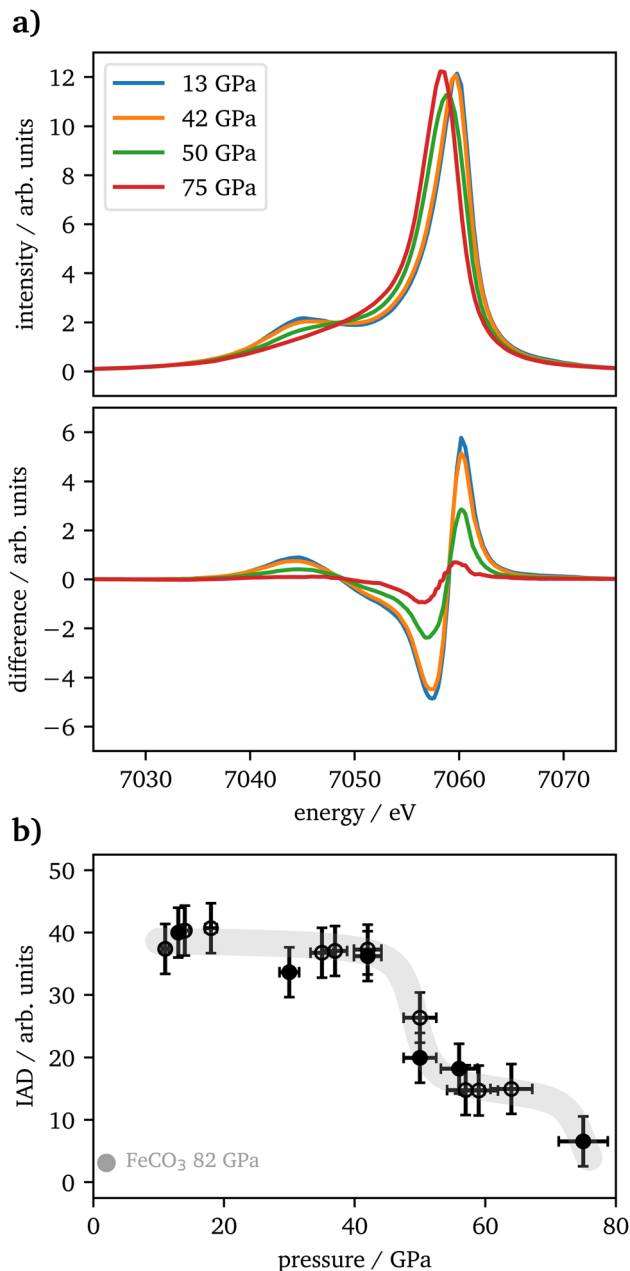 a)
12
10
8
6
4
2
0
intensity / arb. units
13 GPa
42 GPa
50 GPa
75 GPa
6
4
2
0
−2
−4
−6
difference / arb. units
7030 7040 7050 7060 7070
energy / eV
b)
50
40
30
20
10
0
IAD / arb. units
FeCO₃ 82 GPa
0 20 40 60 80
pressure / GPa